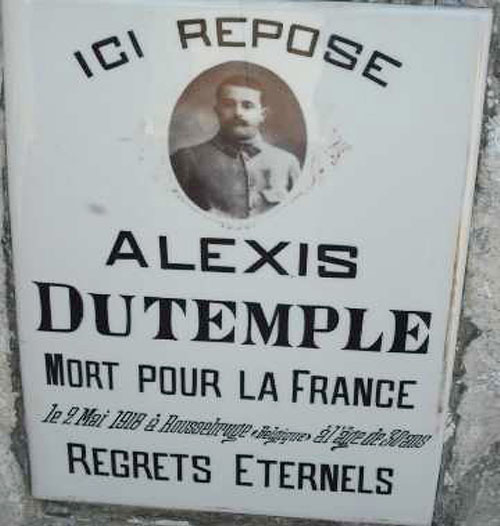 ICI REPOSE
ALEXIS
DUTEMPLE
MORT POUR LA FRANCE
le 2 Mai 1918 à Roussebruge «Belgique» à l'âge de 30 ans
REGRETS ETERNELS